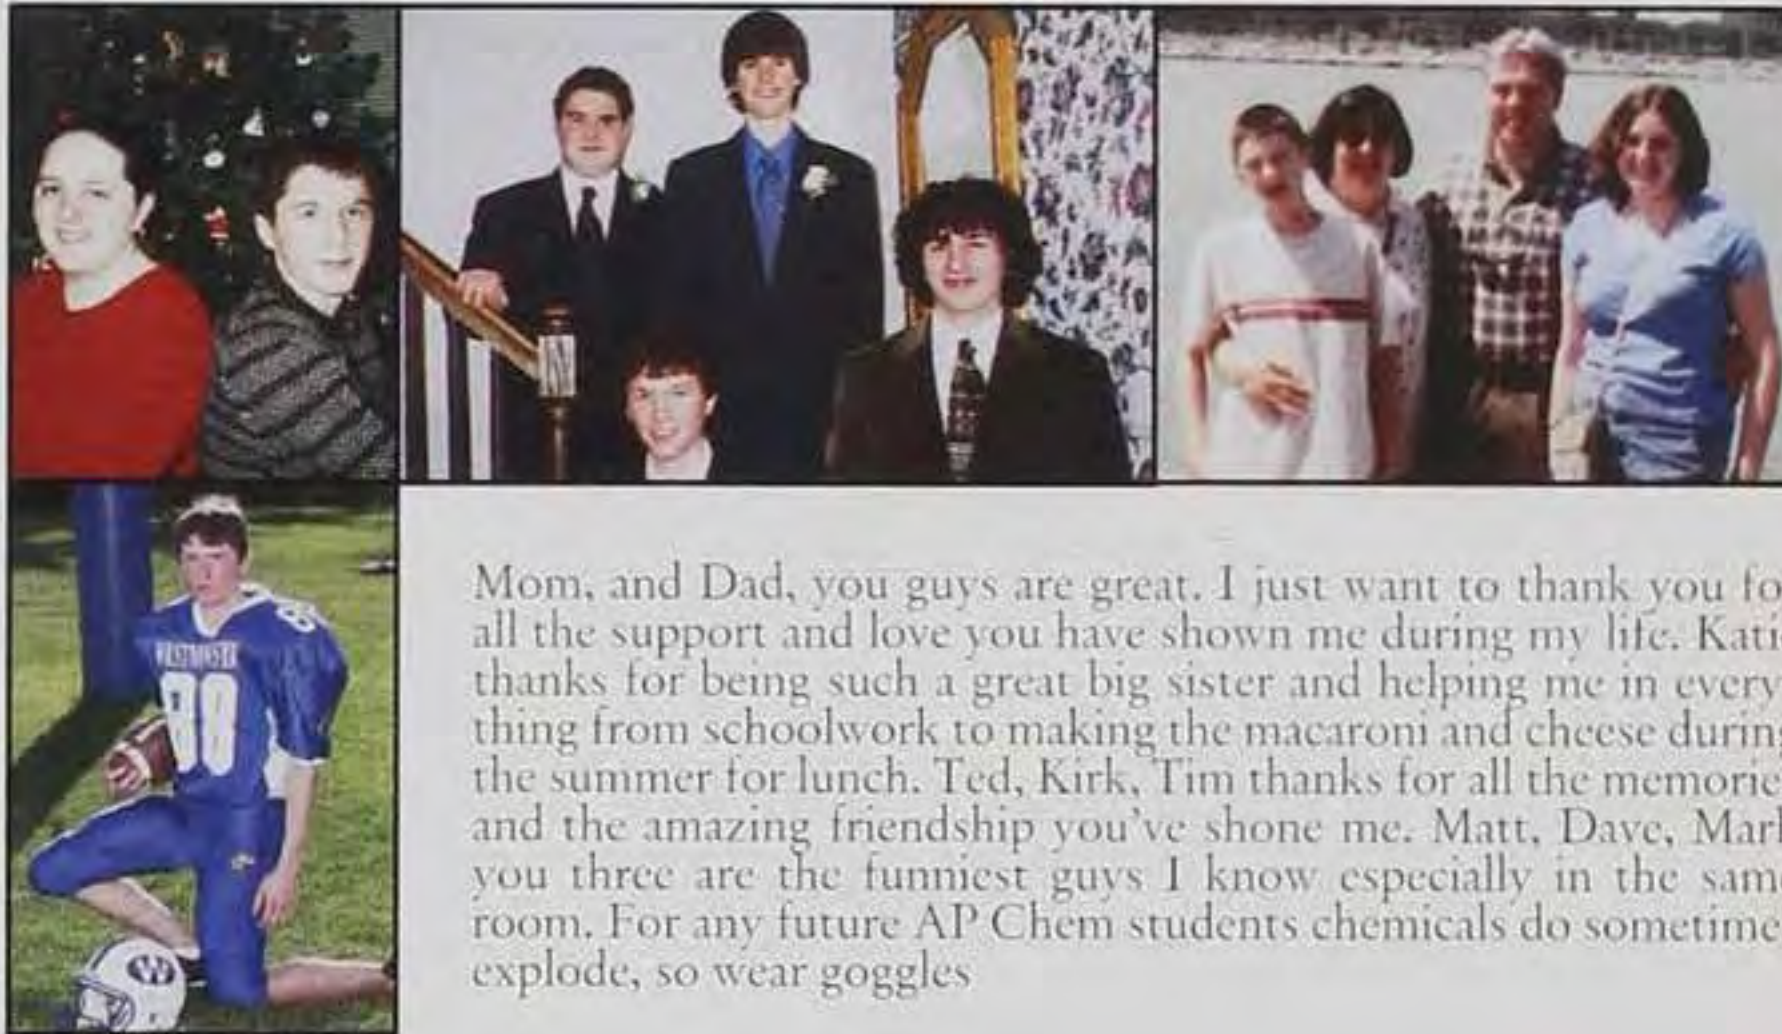 WESTMINSTER
88
8
W
Mom, and Dad, you guys are great. I just want to thank you fo
all the support and love you have shown me during my life. Kati
thanks for being such a great big sister and helping me in every
thing from schoolwork to making the macaroni and cheese during
the summer for lunch. Ted, Kirk, Tim thanks for all the memorie
and the amazing friendship you've shone me. Matt, Dave, Mar
you three are the funniest guys I know especially in the sam
room. For any future AP Chem students chemicals do sometime
explode, so wear goggles